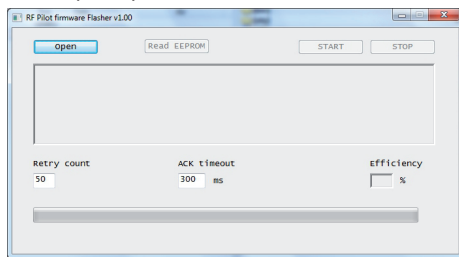 RF Pilot firmware Flasher v1.00
Open Read EEPROM START STOP
Retry count ACK timeout Efficiency
50 300 ms %